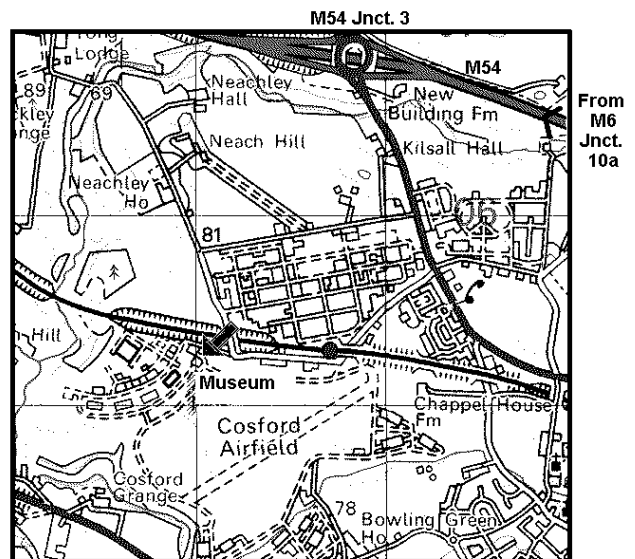 M54 Jnct. 3
Lodge
M54
Neachley
Hall
New
Building Fm
From
M6
Jnct.
10a
89
69
Neach Hill
Kilsall Hall
Neachley
Ho
06
81
Hill
Museum
Chappel House
Fm
Cosford
Airfield
Cosford
Grange
78
Bowling Green
Ho